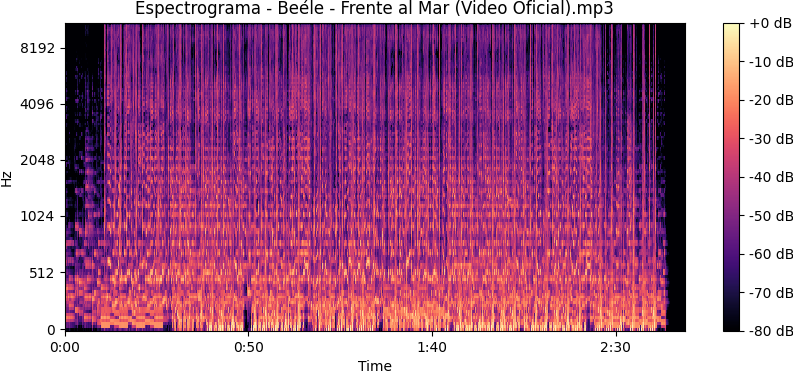 Espectrograma - Beéle - Frente al Mar (Video Oficial).mp3
8192
4096
2048
1024
512
0
Hz
0:00
0:50
1:40
2:30
Time
+0 dB
-10 dB
-20 dB
-30 dB
-40 dB
-50 dB
-60 dB
-70 dB
-80 dB